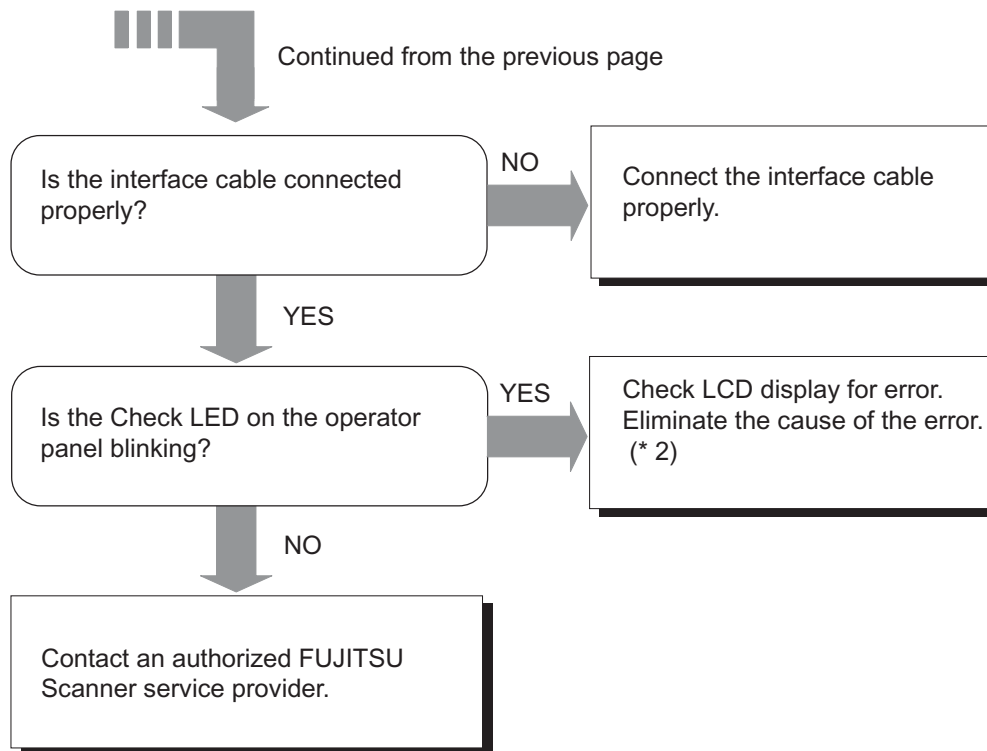 Continued from the previous page
Is the interface cable connected
properly?
NO
Connect the interface cable
properly.
YES
Is the Check LED on the operator
panel blinking?
YES
Check LCD display for error.
Eliminate the cause of the error.
(* 2)
NO
Contact an authorized FUJITSU
Scanner service provider.